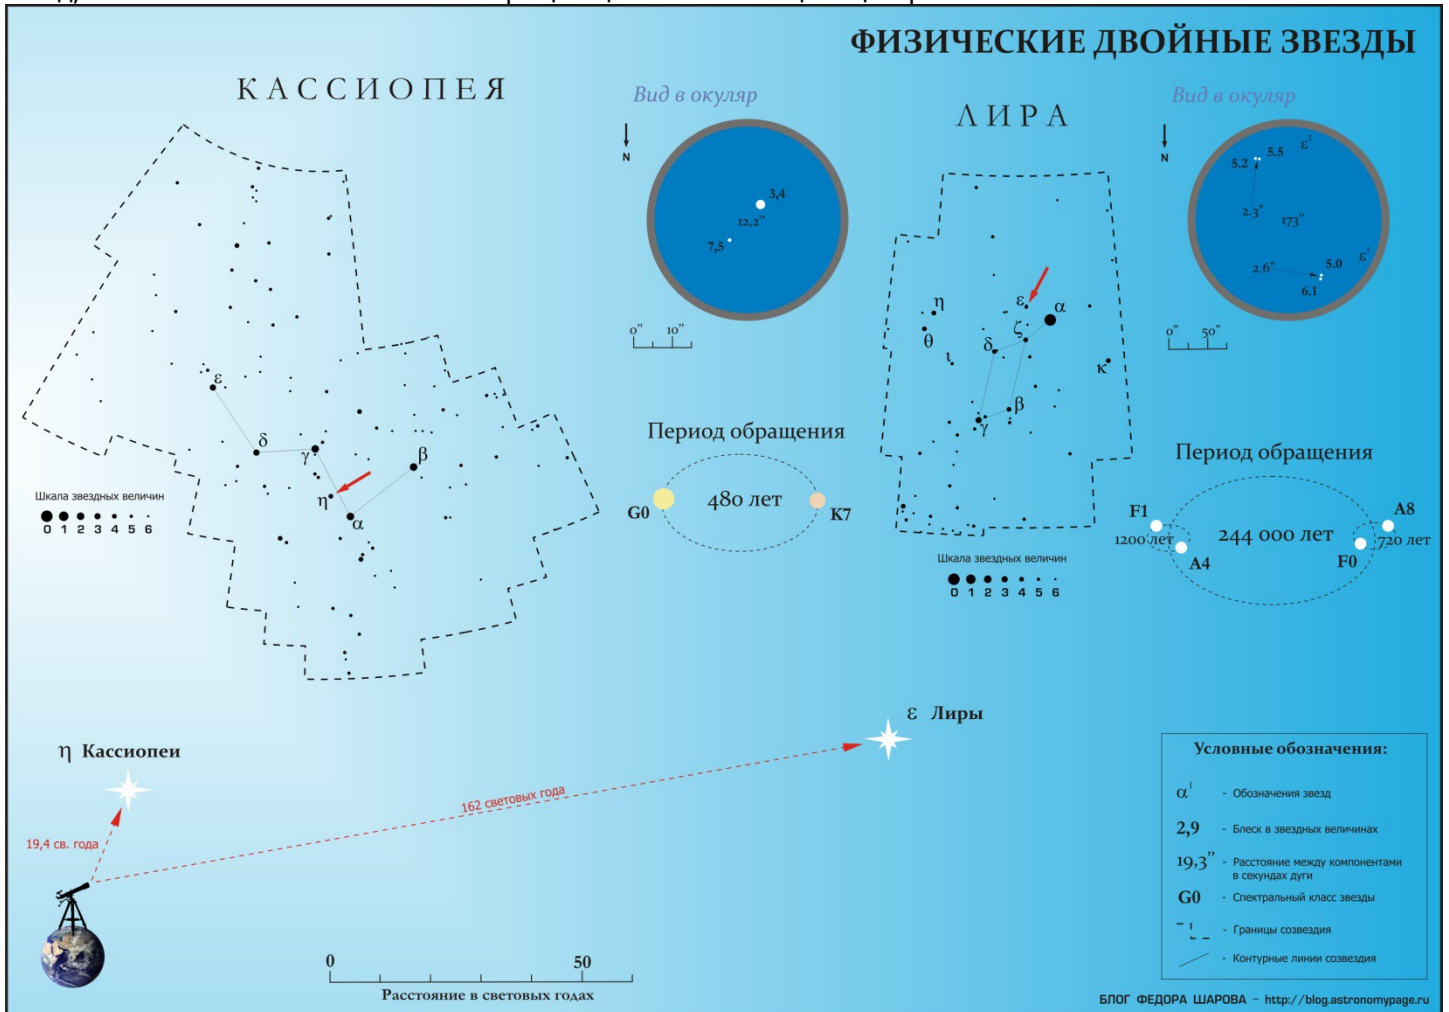 ФИЗИЧЕСКИЕ ДВОЙНЫЕ ЗВЕЗДЫ
КАССИОПЕЯ
Вид в окуляр
N
3,4
12,2"
7,5
0" 10"
ε
δ
γ
β
η
α
Шкала звездных величин
0 1 2 3 4 5 6
Период обращения
480 лет
G0
K7
ЛИРА
Вид в окуляр
N
ε²
5.2
5.5
2.3"
173"
ε¹
2.6"
5.0
6.1
0" 50"
ε
α
η
ζ
θ
δ
ι
κ
β
γ
Шкала звездных величин
0 1 2 3 4 5 6
Период обращения
F1
A8
1200 лет
244 000 лет
720 лет
A4
F0
η Кассиопеи
ε Лиры
19,4 св. года
162 световых года
0 50
Расстояние в световых годах
Условные обозначения:
α¹ - Обозначения звезд
2,9 - Блеск в звездных величинах
19,3" - Расстояние между компонентами
в секундах дуги
G0 - Спектральный класс звезды
- Границы созвездия
- Контурные линии созвездия
БЛОГ ФЕДОРА ШАРОВА - http://blog.astronomypage.ru